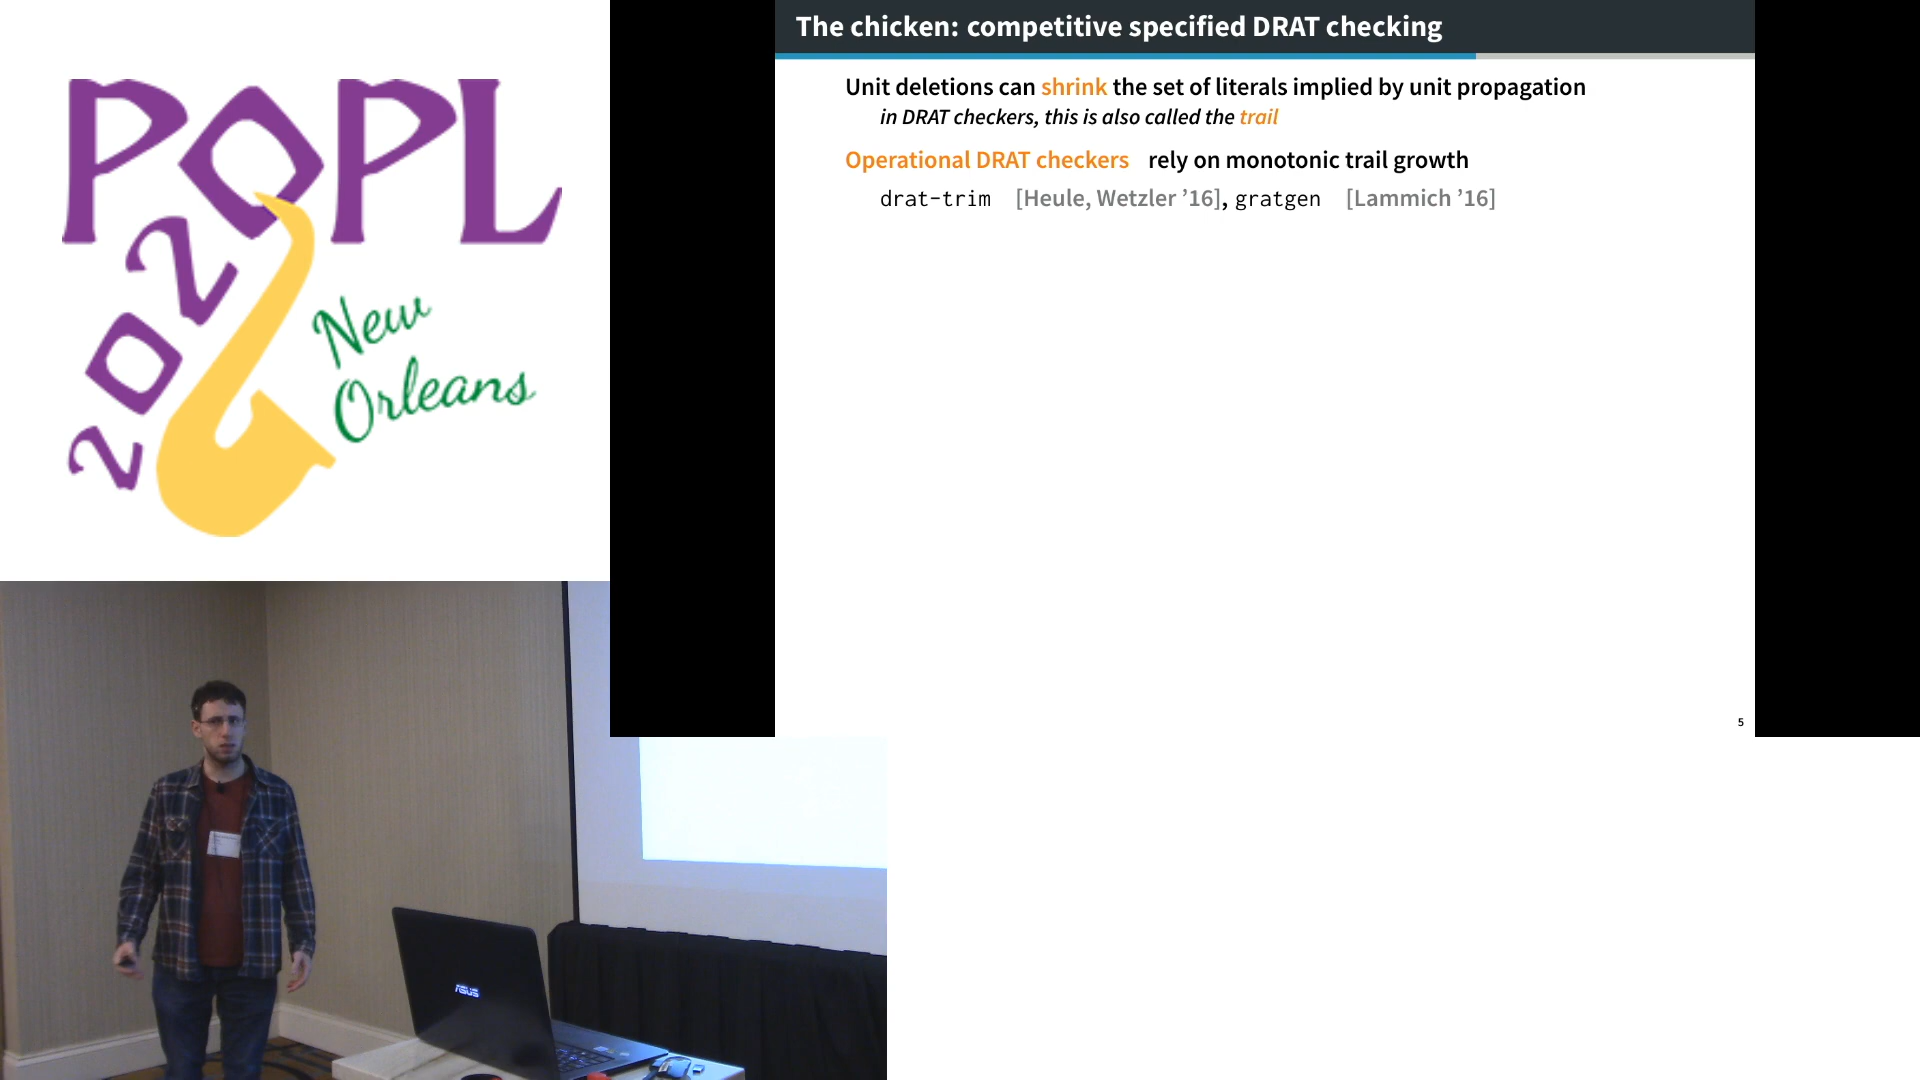 POPL
2020
New
Orleans
The chicken: competitive specified DRAT checking
Unit deletions can shrink the set of literals implied by unit propagation
in DRAT checkers, this is also called the trail
Operational DRAT checkers rely on monotonic trail growth
drat-trim [Heule, Wetzler ’16], gratgen [Lammich ’16]
5
ASUS